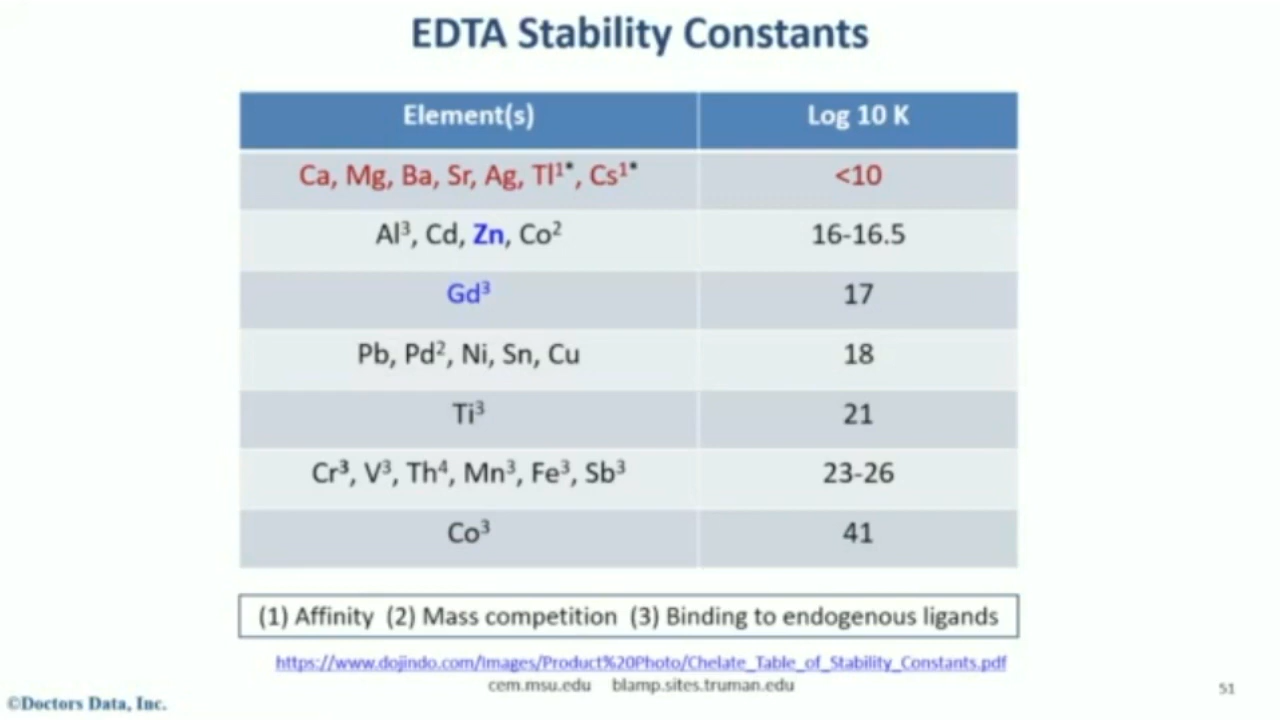 EDTA Stability Constants
Element(s) Log 10 K
Ca, Mg, Ba, Sr, Ag, Tl¹*, Cs¹* <10
Al³, Cd, Zn, Co² 16-16.5
Gd³ 17
Pb, Pd², Ni, Sn, Cu 18
Ti³ 21
Cr³, V³, Th⁴, Mn³, Fe³, Sb³ 23-26
Co³ 41
(1) Affinity (2) Mass competition (3) Binding to endogenous ligands
https://www.dojindo.com/Images/Product%20Photo/Chelate_Table_of_Stability_Constants.pdf
cem.msu.edu blamp.sites.truman.edu
51
©Doctors Data, Inc.